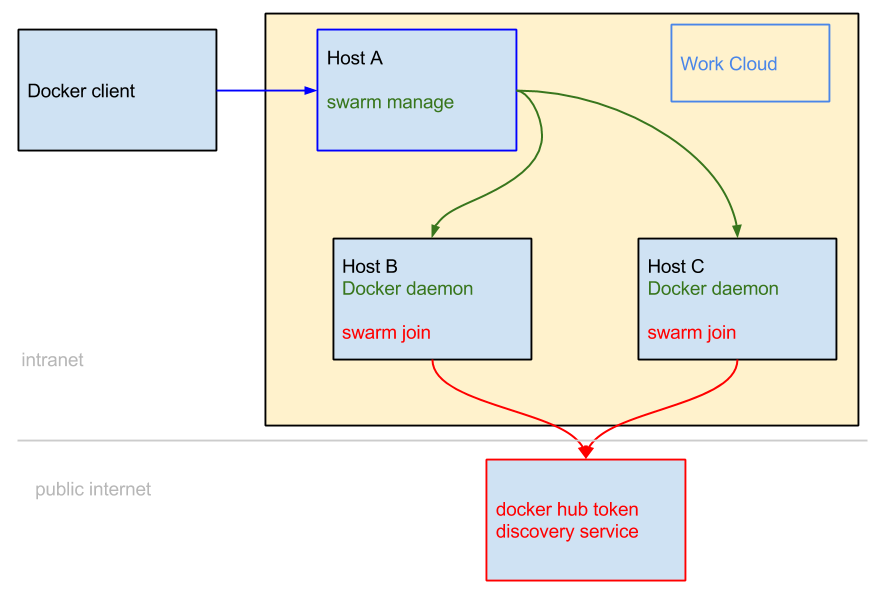 Docker client
Host A
swarm manage
Work Cloud
Host B
Docker daemon
swarm join
Host C
Docker daemon
swarm join
intranet
public internet
docker hub token
discovery service